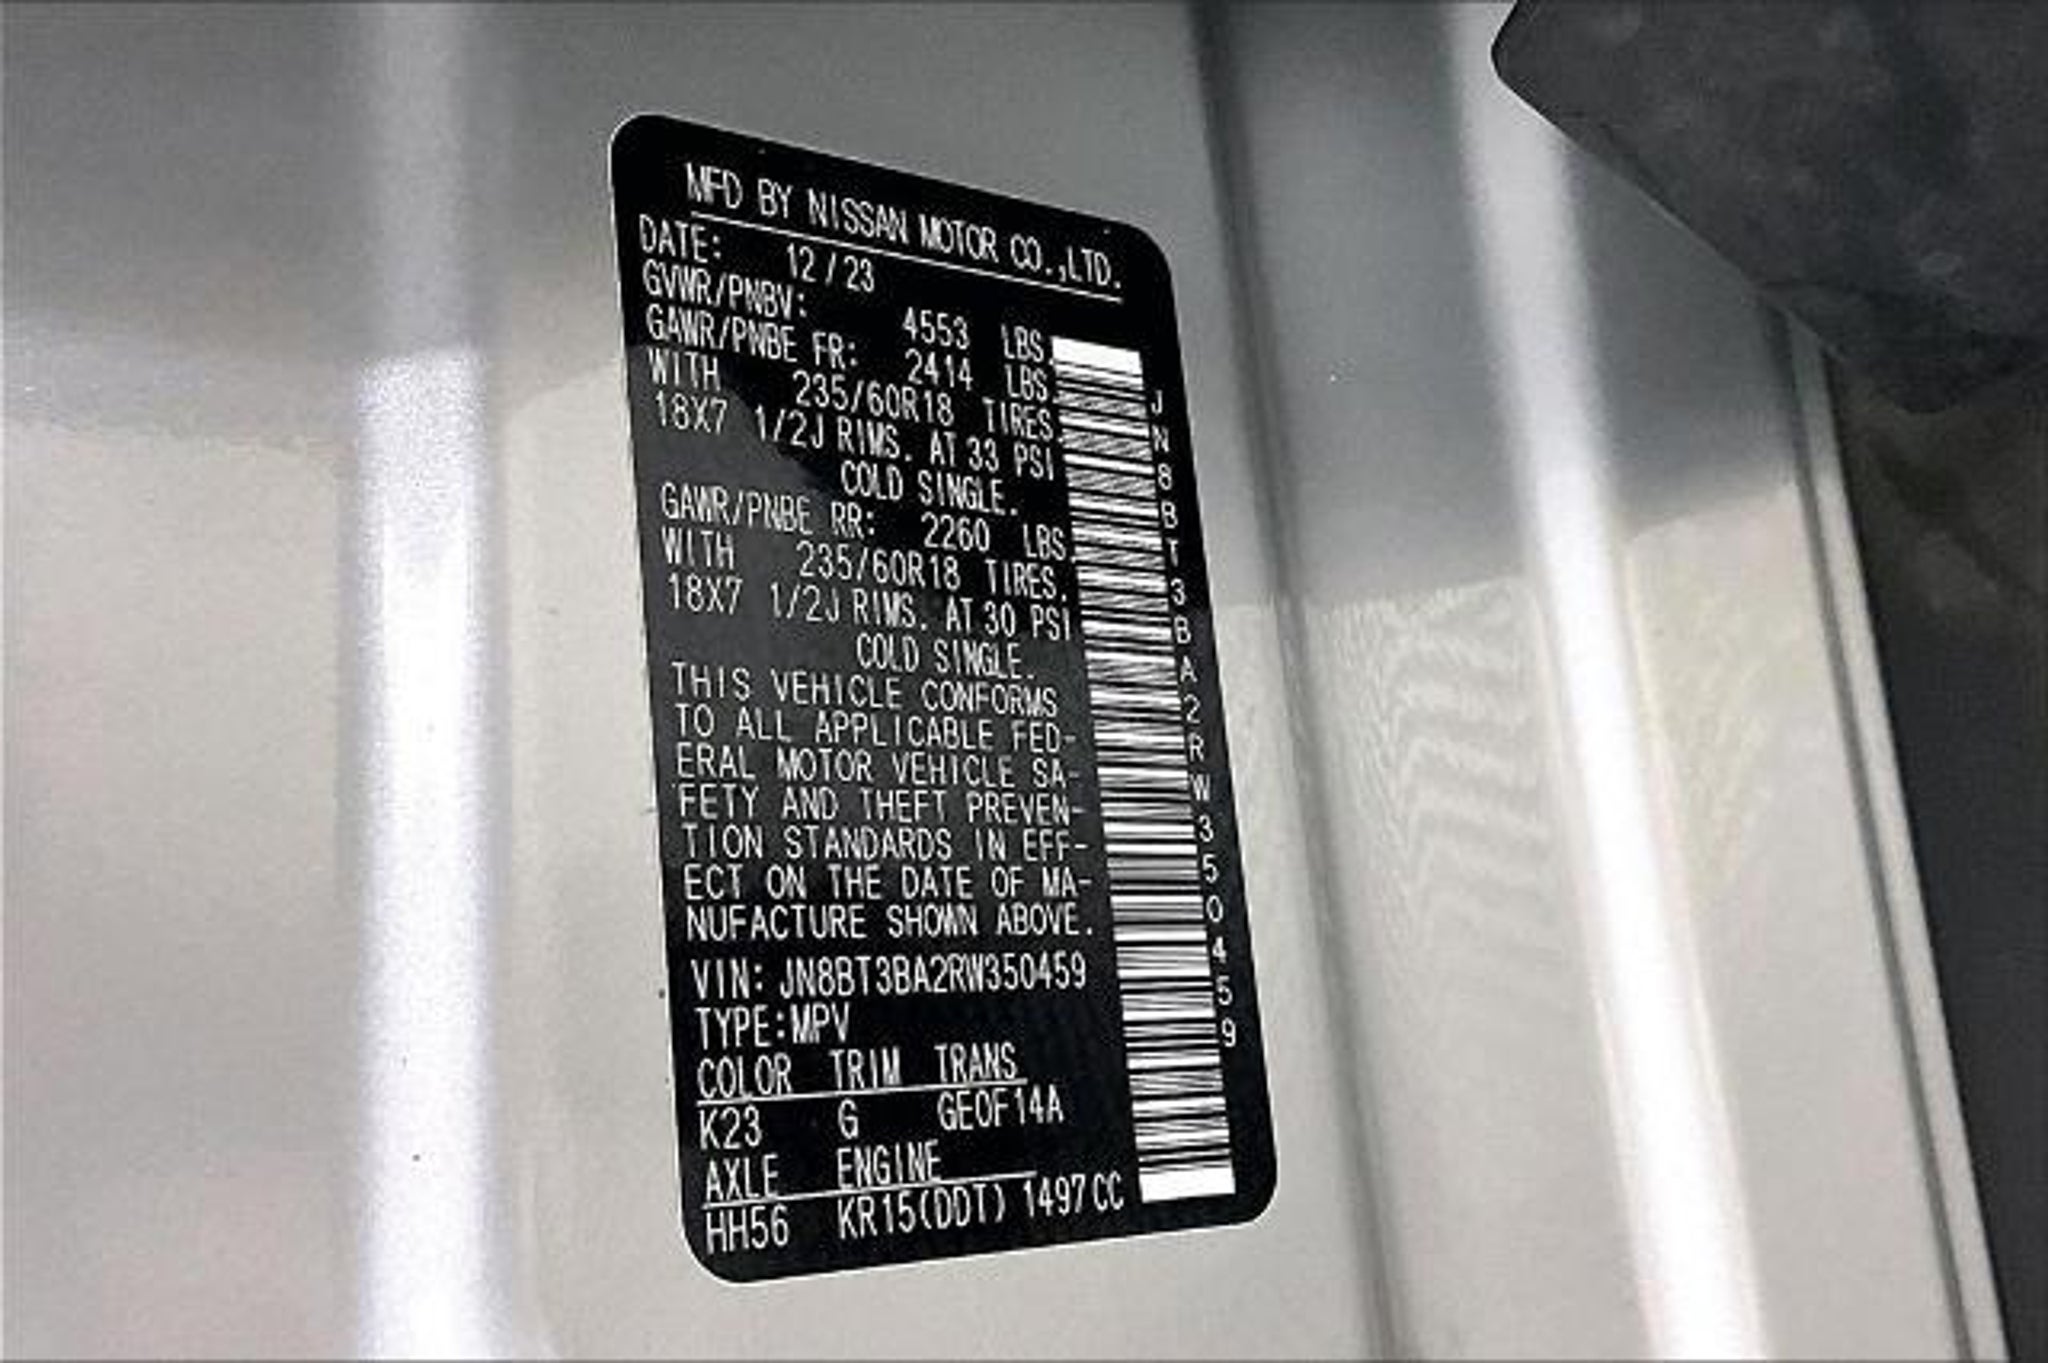 MFD BY NISSAN MOTOR CO.,LTD.
DATE: 12/23
GVWR/PNBV: 4553 LBS.
GAWR/PNBE FR: 2414 LBS.
WITH 235/60R18 TIRES.
18X7 1/2J RIMS. AT 33 PSI
COLD SINGLE.
GAWR/PNBE RR: 2260 LBS
WITH 235/60R18 TIRES.
18X7 1/2J RIMS. AT 30 PSI
COLD SINGLE.
THIS VEHICLE CONFORMS
TO ALL APPLICABLE FED-
ERAL MOTOR VEHICLE SA-
FETY AND THEFT PREVEN-
TION STANDARDS IN EFF-
ECT ON THE DATE OF MA-
NUFACTURE SHOWN ABOVE.
VIN: JN8BT3BA2RW350459
TYPE:MPV
COLOR TRIM TRANS
K23 G GE0F14A
AXLE ENGINE
HH56 KR15(DDT) 1497CC
JN8BT3BA2RW350459